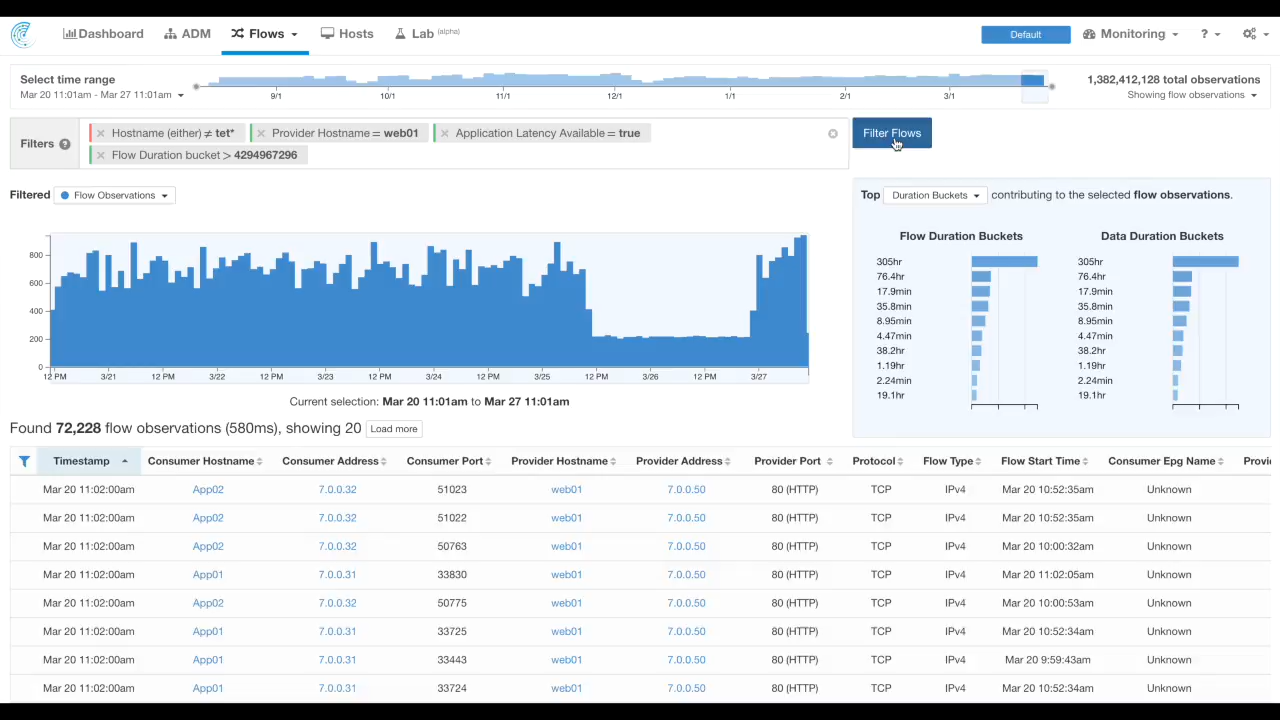 Dashboard ADM Flows Hosts Lab (alpha) Default Monitoring ?
Select time range
Mar 20 11:01am - Mar 27 11:01am
9/1 10/1 11/1 12/1 1/1 2/1 3/1
1,382,412,128 total observations
Showing flow observations
Filters ?
× Hostname (either) ≠ tet* × Provider Hostname = web01 × Application Latency Available = true
× Flow Duration bucket > 4294967296
Filter Flows
Filtered Flow Observations
800
600
400
200
0
12 PM 3/21 12 PM 3/22 12 PM 3/23 12 PM 3/24 12 PM 3/25 12 PM 3/26 12 PM 3/27
Current selection: Mar 20 11:01am to Mar 27 11:01am
Top Duration Buckets contributing to the selected flow observations.
Flow Duration Buckets
305hr
76.4hr
17.9min
35.8min
8.95min
4.47min
38.2hr
1.19hr
2.24min
19.1hr
Data Duration Buckets
305hr
76.4hr
17.9min
35.8min
8.95min
4.47min
38.2hr
1.19hr
2.24min
19.1hr
Found 72,228 flow observations (580ms), showing 20 Load more
Timestamp Consumer Hostname Consumer Address Consumer Port Provider Hostname Provider Address Provider Port Protocol Flow Type Flow Start Time Consumer Epg Name Provi
Mar 20 11:02:00am App02 7.0.0.32 51023 web01 7.0.0.50 80 (HTTP) TCP IPv4 Mar 20 10:52:35am Unknown
Mar 20 11:02:00am App02 7.0.0.32 51022 web01 7.0.0.50 80 (HTTP) TCP IPv4 Mar 20 10:52:35am Unknown
Mar 20 11:02:00am App02 7.0.0.32 50763 web01 7.0.0.50 80 (HTTP) TCP IPv4 Mar 20 10:00:32am Unknown
Mar 20 11:02:00am App01 7.0.0.31 33830 web01 7.0.0.50 80 (HTTP) TCP IPv4 Mar 20 11:02:05am Unknown
Mar 20 11:02:00am App02 7.0.0.32 50775 web01 7.0.0.50 80 (HTTP) TCP IPv4 Mar 20 10:00:53am Unknown
Mar 20 11:02:00am App01 7.0.0.31 33725 web01 7.0.0.50 80 (HTTP) TCP IPv4 Mar 20 10:52:34am Unknown
Mar 20 11:02:00am App01 7.0.0.31 33443 web01 7.0.0.50 80 (HTTP) TCP IPv4 Mar 20 9:59:43am Unknown
Mar 20 11:02:00am App01 7.0.0.31 33724 web01 7.0.0.50 80 (HTTP) TCP IPv4 Mar 20 10:52:34am Unknown